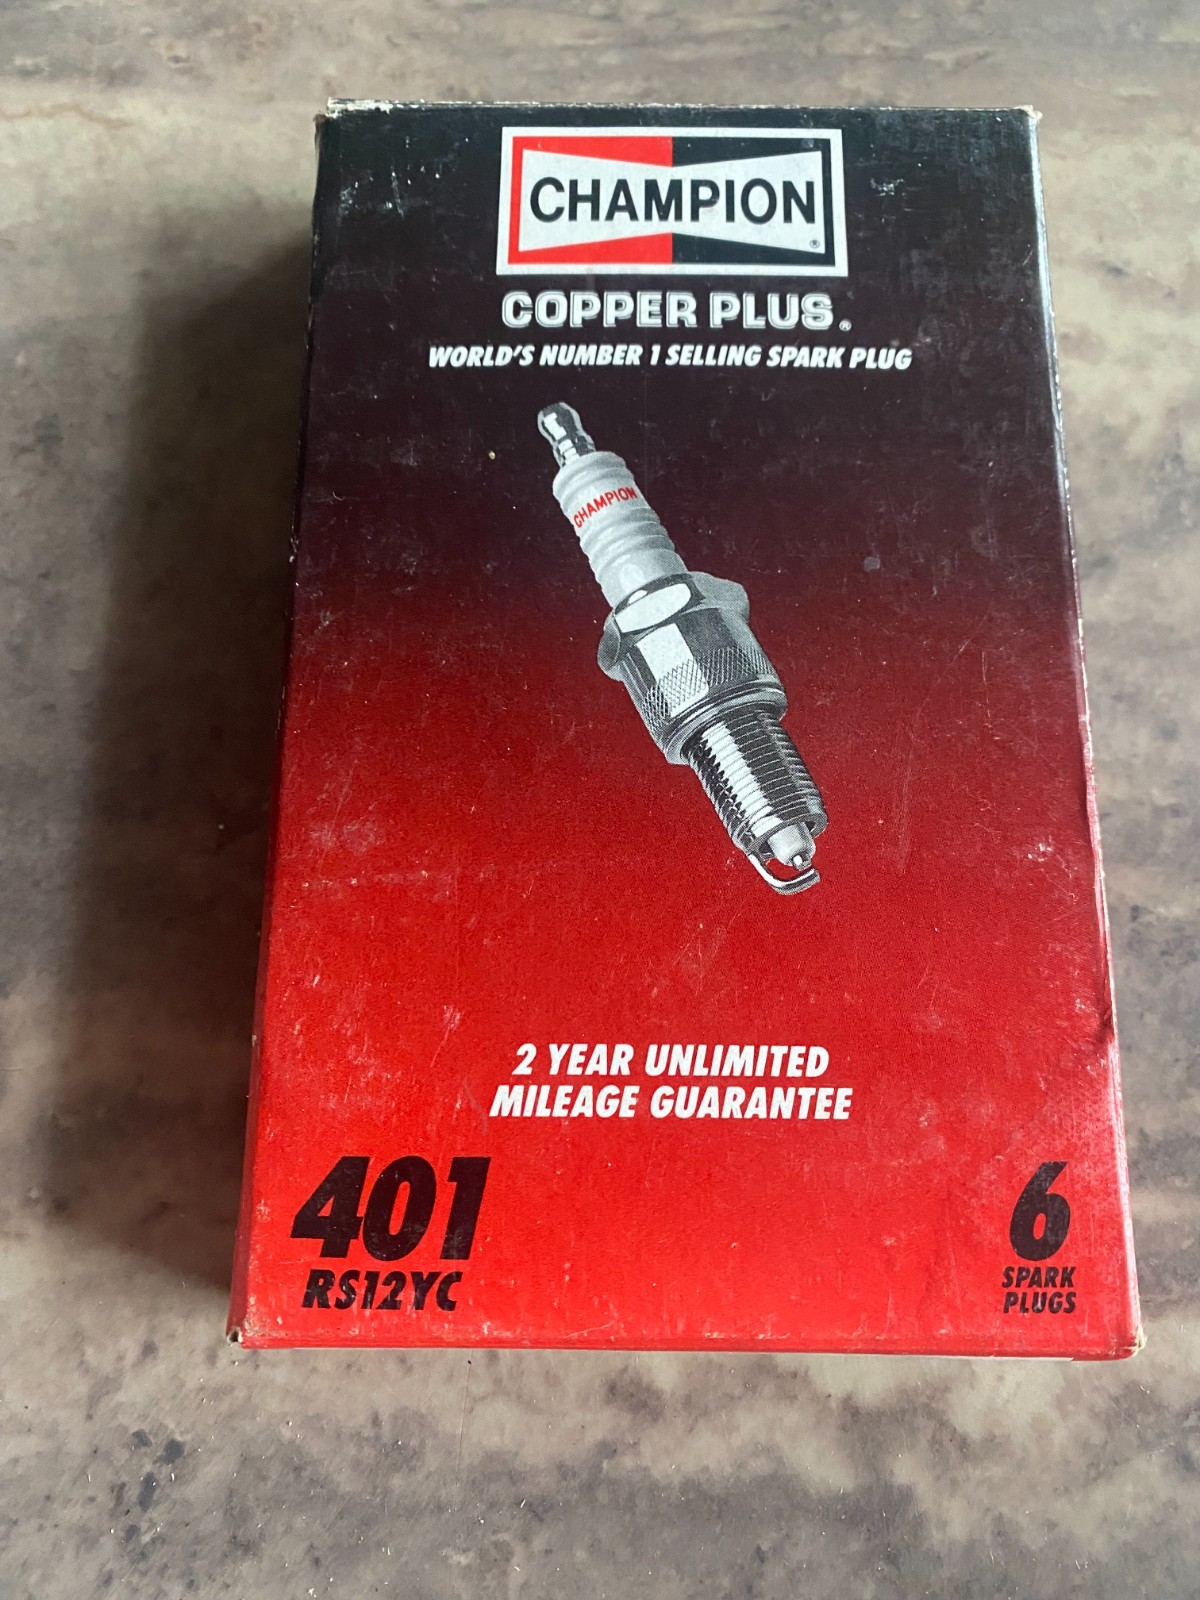 CHAMPION®
COPPER PLUS®
WORLD'S NUMBER 1 SELLING SPARK PLUG
CHAMPION
2 YEAR UNLIMITED
MILEAGE GUARANTEE
401
RS12YC
6
SPARK
PLUGS